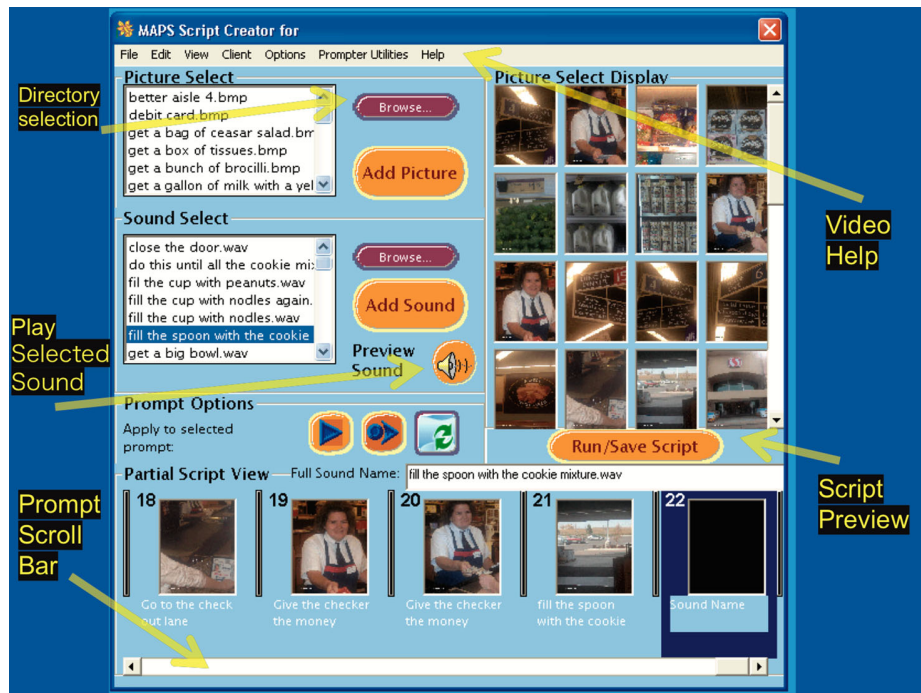 MAPS Script Creator for
File Edit View Client Options Prompter Utilities Help
Picture Select
better aisle 4.bmp
debit card.bmp
get a bag of ceasar salad.bm
get a box of tissues.bmp
get a bunch of brocilli.bmp
get a gallon of milk with a yel
Browse...
Add Picture
Picture Select Display
Directory
selection
Sound Select
close the door.wav
do this until all the cookie mix
fil the cup with peanuts.wav
fill the cup with nodles again.
fill the cup with nodles.wav
fill the spoon with the cookie
get a big bowl.wav
Browse...
Add Sound
Preview
Sound
Video
Help
Play
Selected
Sound
Prompt Options
Apply to selected
prompt:
Run/Save Script
Script
Preview
Partial Script View
Full Sound Name:
fill the spoon with the cookie mixture.wav
Prompt
Scroll
Bar
18
19
20
21
22
Go to the check
out lane
Give the checker
the money
Give the checker
the money
fill the spoon
with the cookie
Sound Name